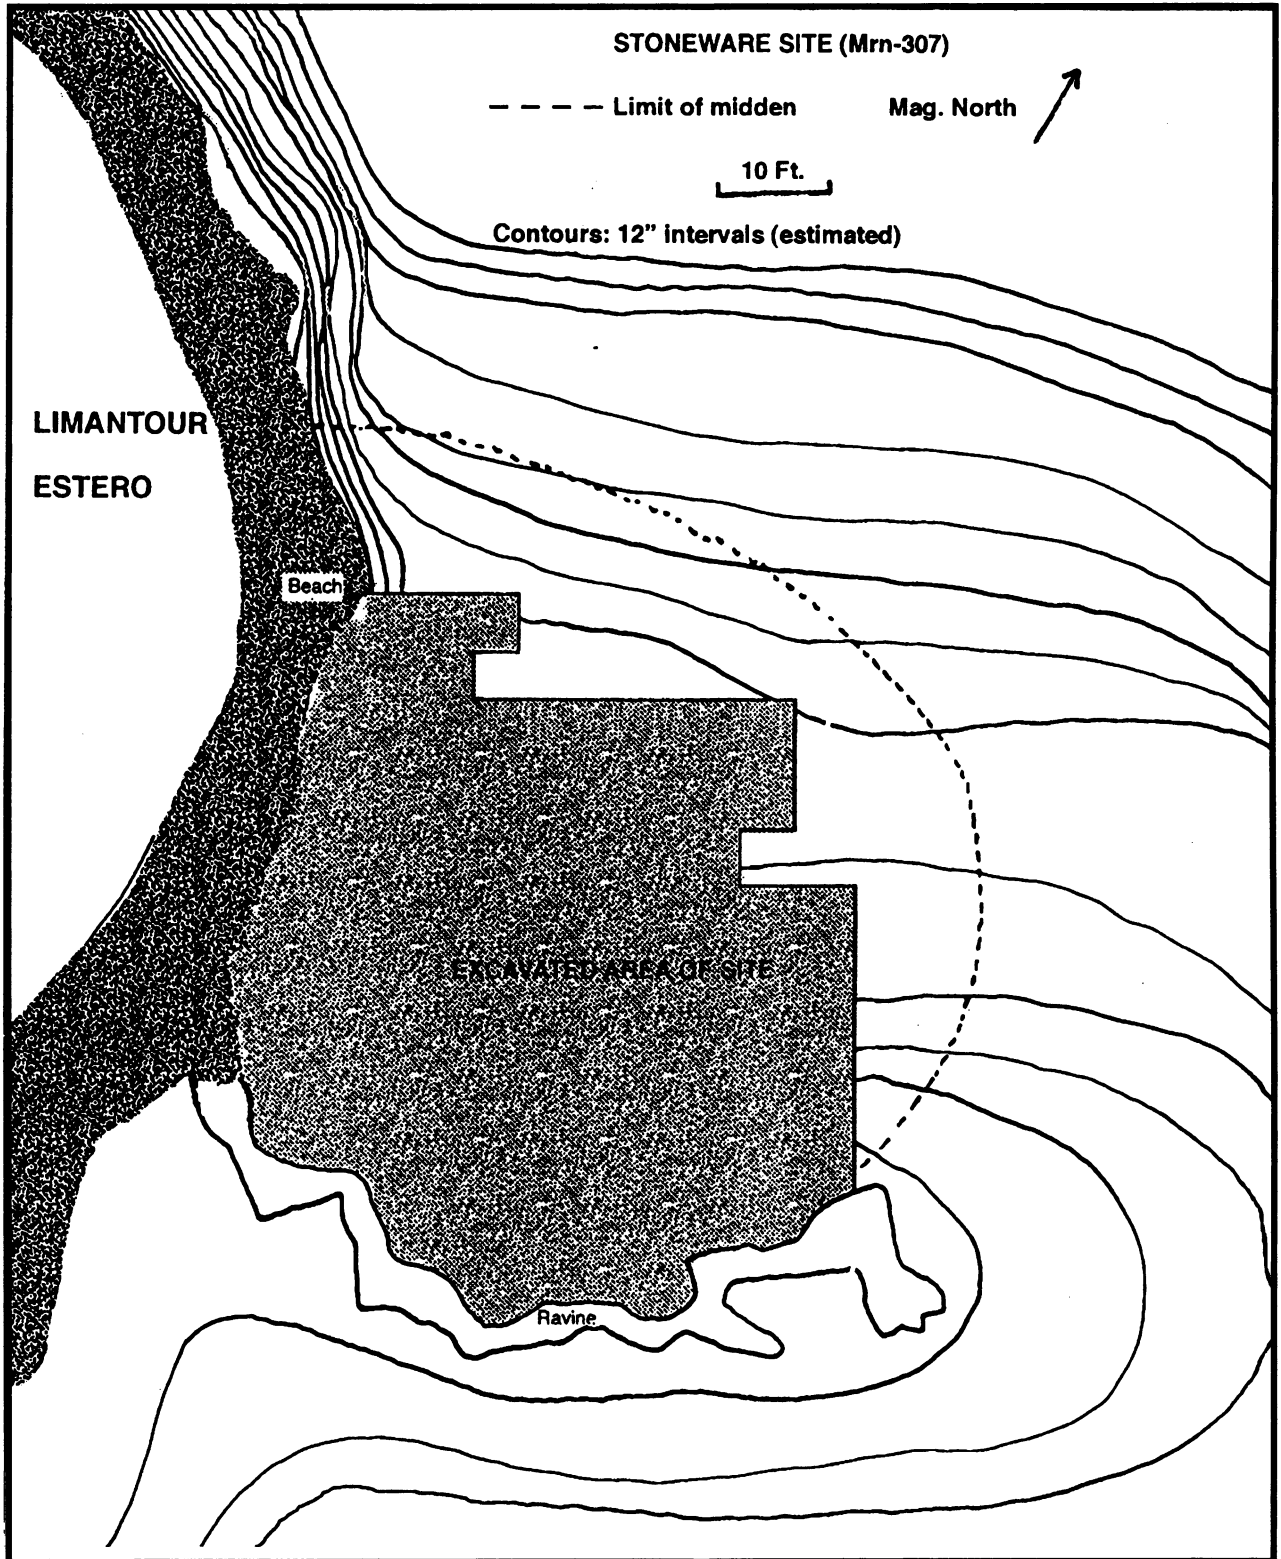 STONEWARE SITE (Mrn-307)
Limit of midden
Mag. North
10 Ft.
Contours: 12” intervals (estimated)
LIMANTOUR
ESTERO
Beach
EXCAVATED AREA OF SITE
Ravine